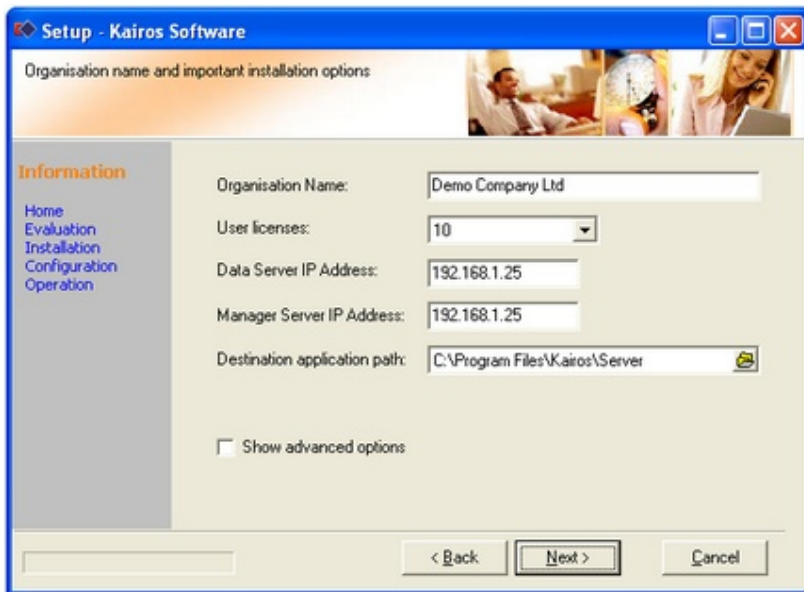 Setup - Kairos Software
Organisation name and important installation options
Information
Home
Evaluation
Installation
Configuration
Operation
Organisation Name: Demo Company Ltd
User licenses: 10
Data Server IP Address: 192.168.1.25
Manager Server IP Address: 192.168.1.25
Destination application path: C:\Program Files\Kairos\Server
Show advanced options
< Back Next > Cancel